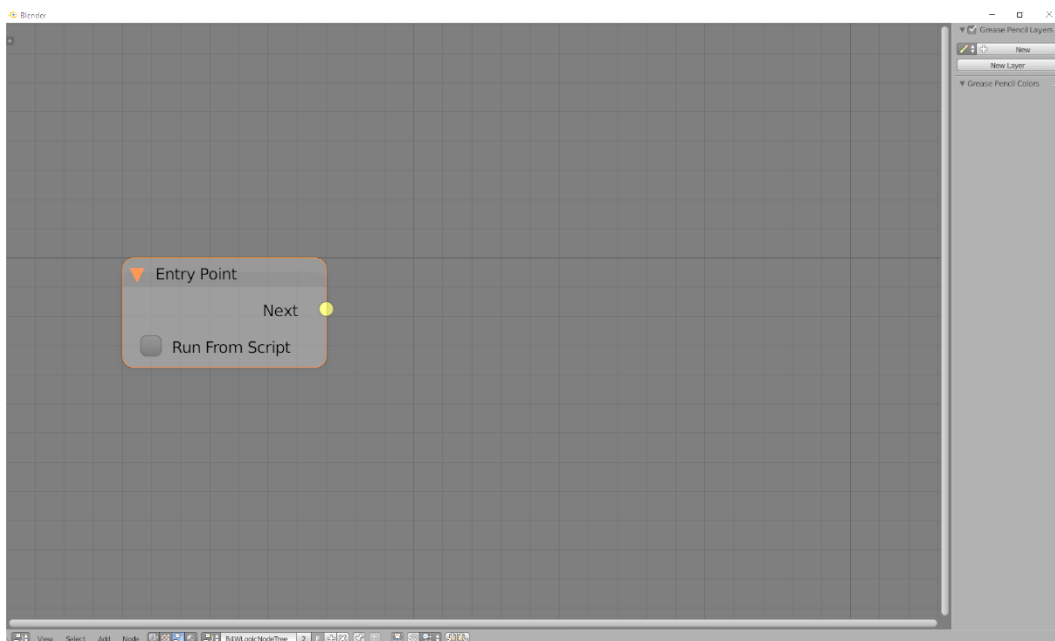 Blender
Grease Pencil Layers
New
New Layer
Grease Pencil Colors
Entry Point
Next
Run From Script
View Select Add Node B4WLogicNodeTree 2 F